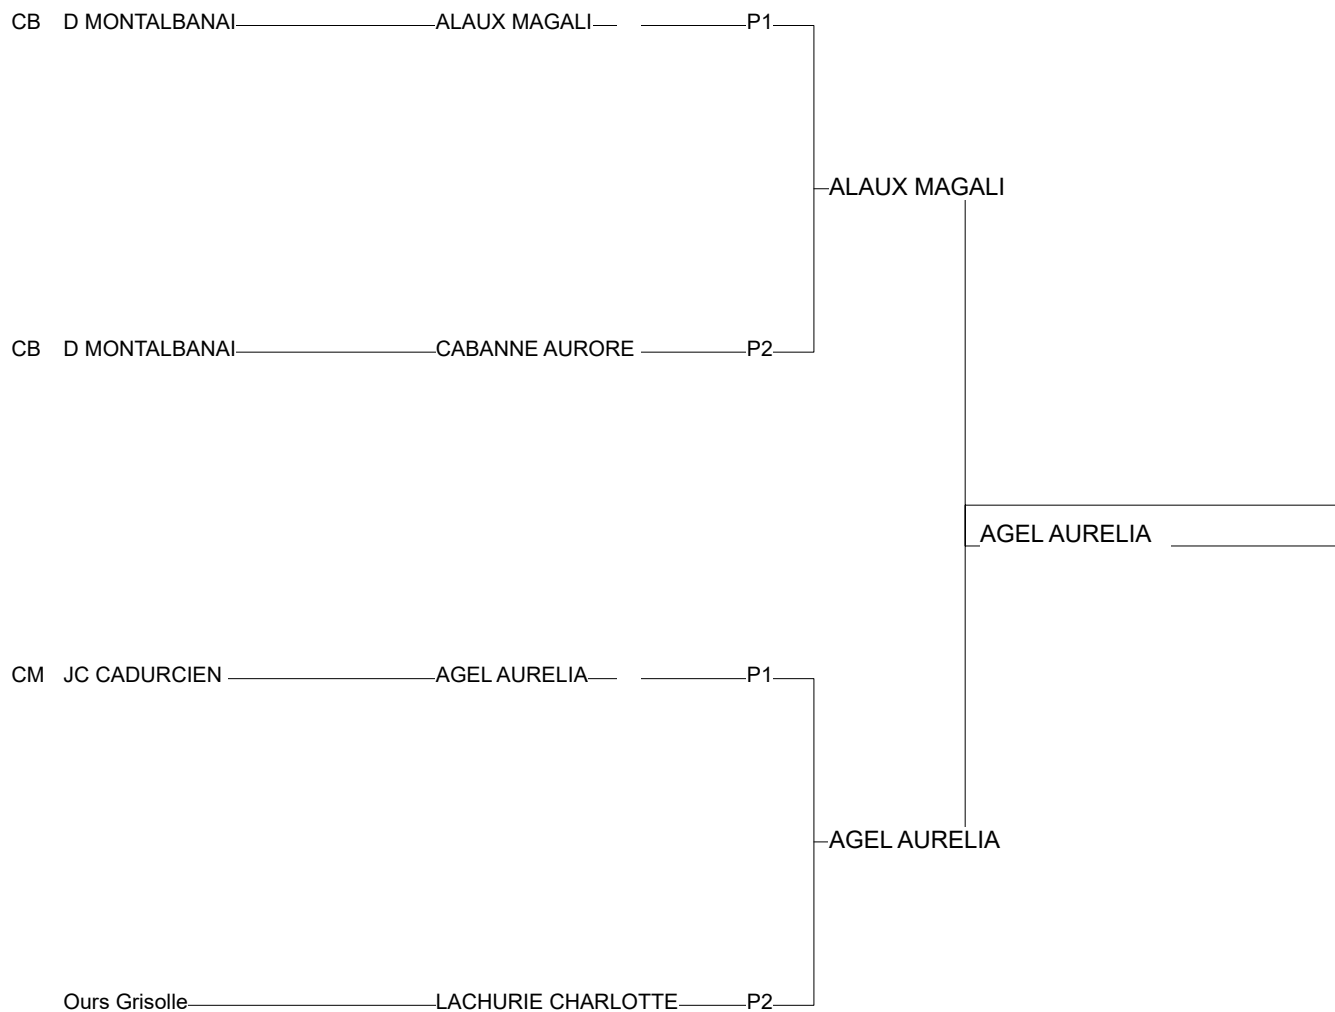 CB D MONTALBANAI ALAUX MAGALI P1
ALAUX MAGALI
CB D MONTALBANAI CABANNE AURORE P2
AGEL AURELIA
CM JC CADURCIEN AGEL AURELIA P1
AGEL AURELIA
Ours Grisolle LACHURIE CHARLOTTE P2